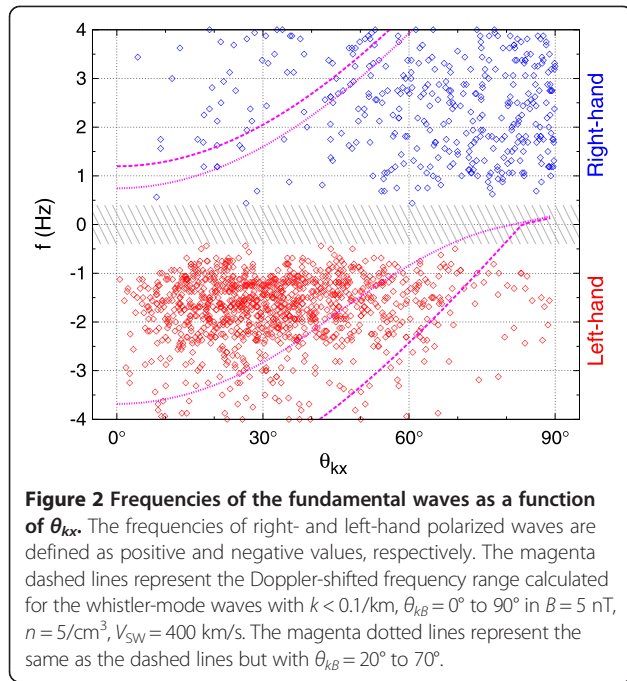 4
3
2
1
0
-1
-2
-3
-4
f (Hz)
Right-hand
Left-hand
0° 30° 60° 90°
θkx
Figure 2 Frequencies of the fundamental waves as a function
of θkx. The frequencies of right- and left-hand polarized waves are
defined as positive and negative values, respectively. The magenta
dashed lines represent the Doppler-shifted frequency range calculated
for the whistler-mode waves with k < 0.1/km, θkB = 0° to 90° in B = 5 nT,
n = 5/cm³, VSW = 400 km/s. The magenta dotted lines represent the
same as the dashed lines but with θkB = 20° to 70°.